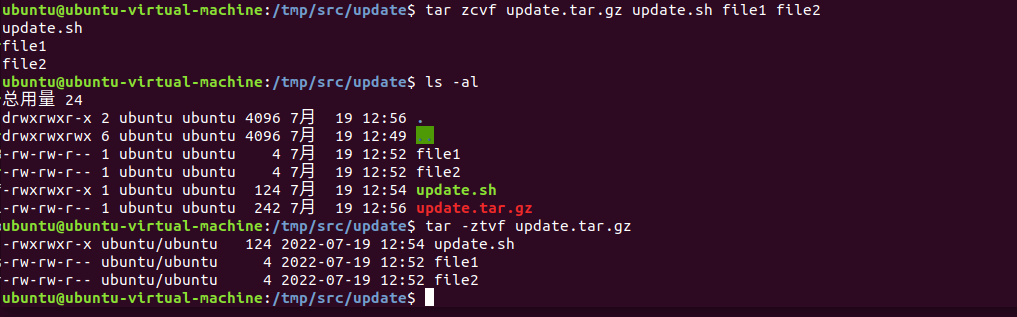 ubuntu@ubuntu-virtual-machine:/tmp/src/update$ tar zcvf update.tar.gz update.sh file1 file2
update.sh
file1
file2
ubuntu@ubuntu-virtual-machine:/tmp/src/update$ ls -al
总用量 24
drwxrwxr-x 2 ubuntu ubuntu 4096 7月  19 12:56 .
drwxrwxrwx 6 ubuntu ubuntu 4096 7月  19 12:49 ..
-rw-rw-r-- 1 ubuntu ubuntu    4 7月  19 12:52 file1
-rw-rw-r-- 1 ubuntu ubuntu    4 7月  19 12:52 file2
-rwxrwxr-x 1 ubuntu ubuntu  124 7月  19 12:54 update.sh
-rw-rw-r-- 1 ubuntu ubuntu  242 7月  19 12:56 update.tar.gz
ubuntu@ubuntu-virtual-machine:/tmp/src/update$ tar -ztvf update.tar.gz
-rwxrwxr-x ubuntu/ubuntu   124 2022-07-19 12:54 update.sh
-rw-rw-r-- ubuntu/ubuntu     4 2022-07-19 12:52 file1
-rw-rw-r-- ubuntu/ubuntu     4 2022-07-19 12:52 file2
ubuntu@ubuntu-virtual-machine:/tmp/src/update$